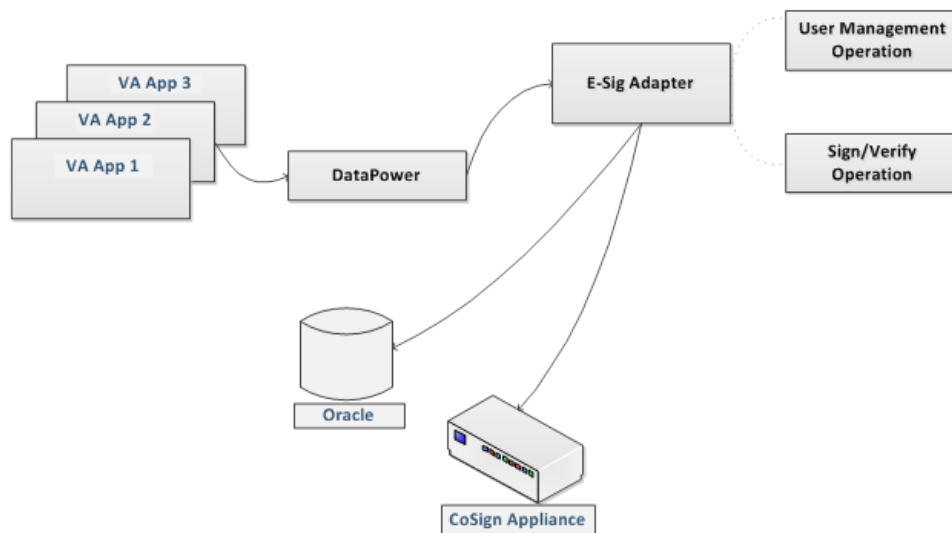 VA App 3
VA App 2
VA App 1
DataPower
E-Sig Adapter
User Management
Operation
Sign/Verify
Operation
Oracle
CoSign Appliance